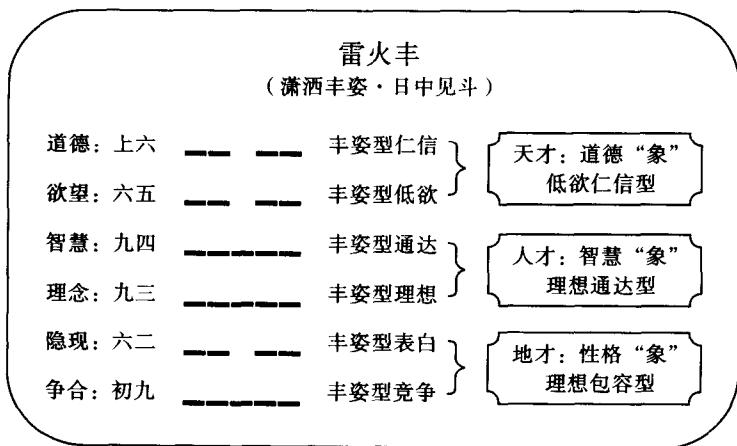 雷火丰
（潇洒丰姿·日中见斗）
道德：上六 丰姿型仁信
欲望：六五 丰姿型低欲
天才：道德“象”
低欲仁信型
智慧：九四 丰姿型通达
理念：九三 丰姿型理想
人才：智慧“象”
理想通达型
隐现：六二 丰姿型表白
争合：初九 丰姿型竞争
地才：性格“象”
理想包容型